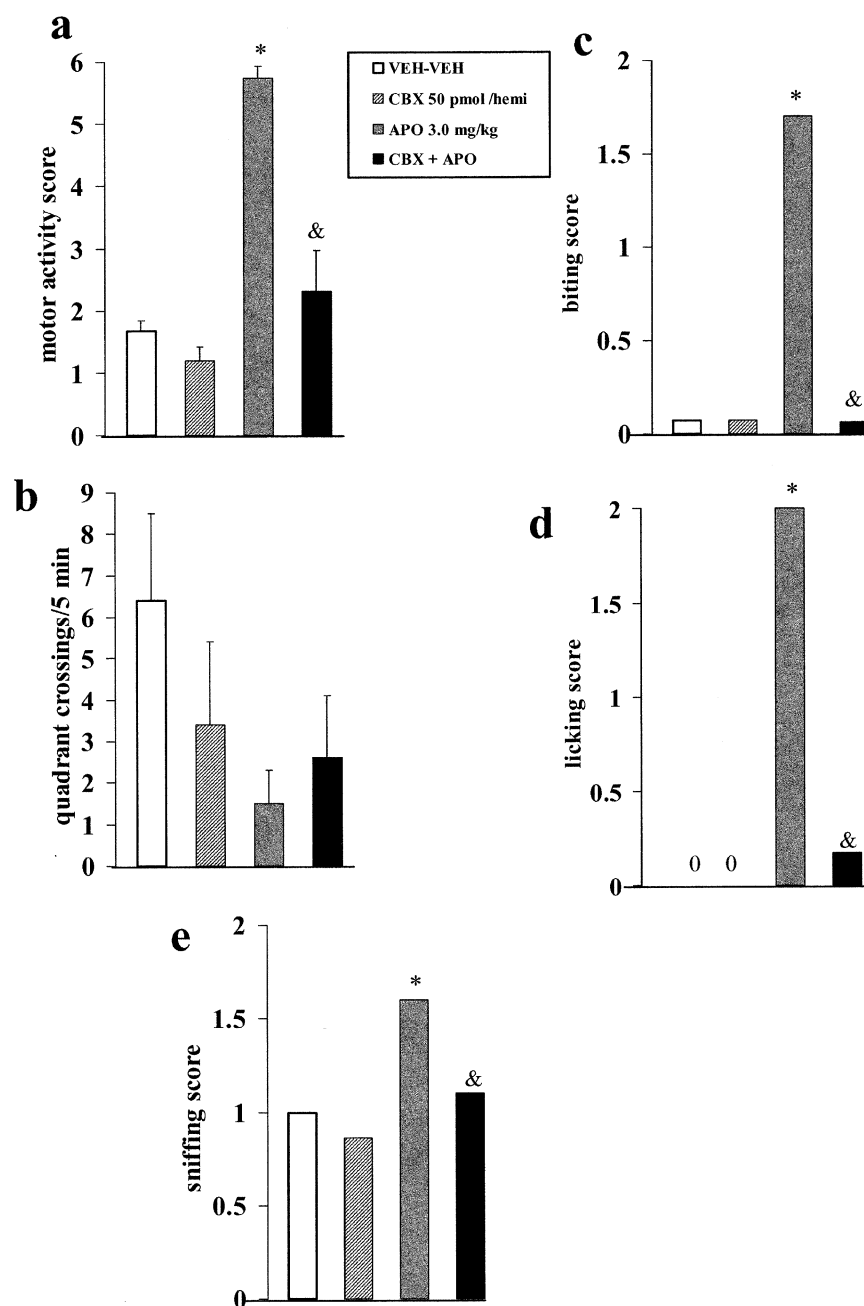 a
*
6
5
4
3
2
1
0
motor activity score
&
VEH-VEH
CBX 50 pmol /hemi
APO 3.0 mg/kg
CBX + APO
c
2
1.5
1
0.5
0
biting score
*
&
b
9
8
7
6
5
4
3
2
1
0
quadrant crossings/5 min
d
2
1.5
1
0.5
0
licking score
0 0
*
&
e
2
1.5
1
0.5
0
sniffing score
*
&